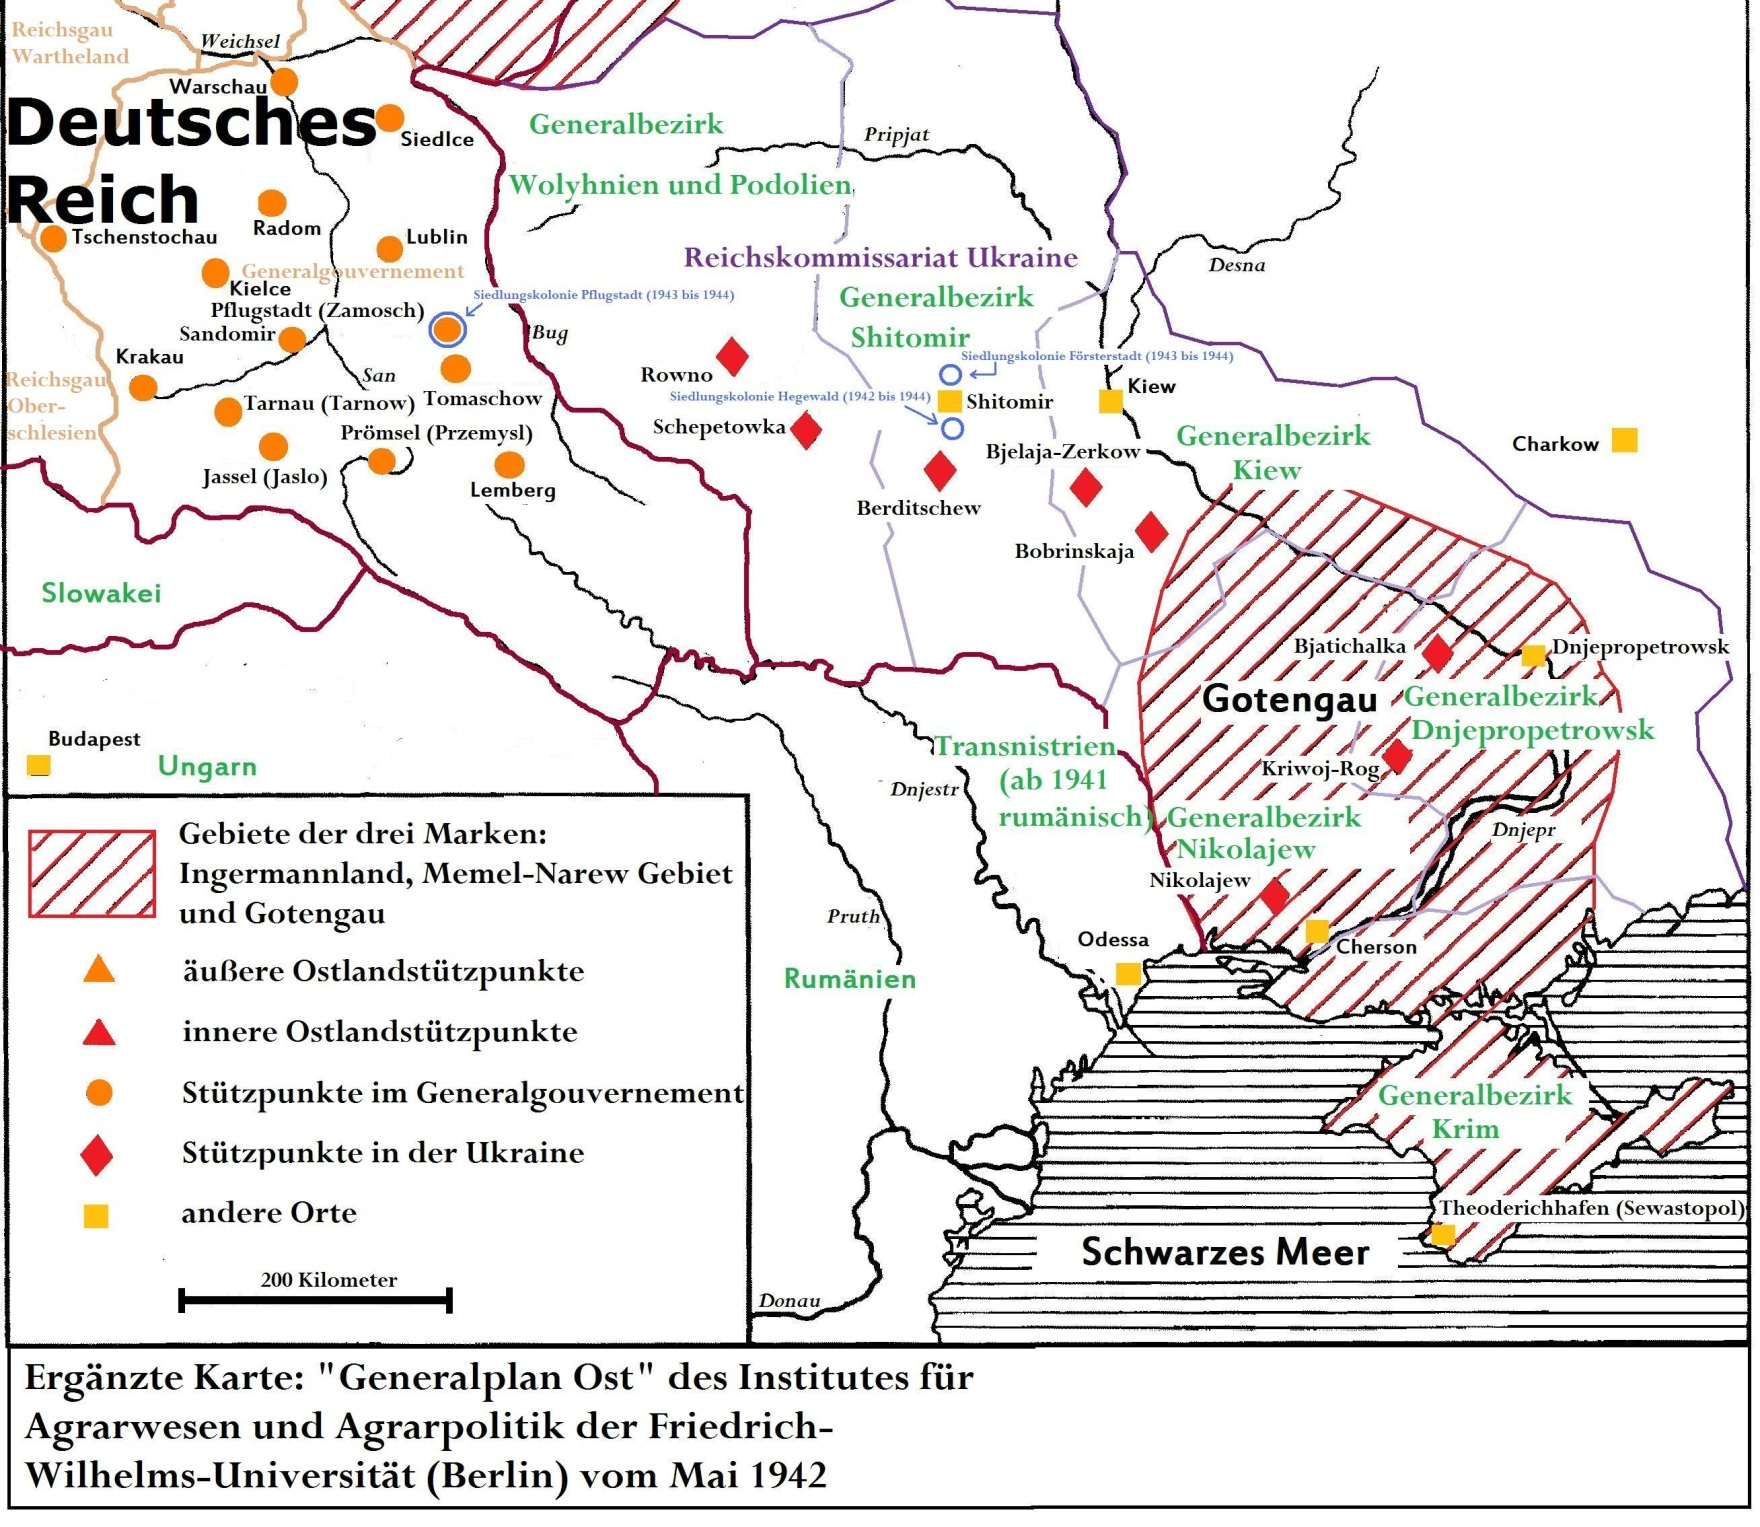 Reichsgau
Wartheland
Weichsel
Warschau
Deutsches
Reich
Siedlce
Generalbezirk
Wolyhnien und Podolien
Pripjat
Radom
Tschenstochau
Lublin
Generalgouvernement
Kielce
Pflugstadt (Zamosch)
Siedlungskolonie Pflugstadt (1943 bis 1944)
Sandomir
Krakau
Bug
San
Reichsgau
Ober-
schlesien
Tarnau (Tarnow)
Tomaschow
Prömsel (Przemysl)
Jassel (Jaslo)
Lemberg
Reichskommissariat Ukraine
Desna
Generalbezirk
Shitomir
Siedlungskolonie Försterstadt (1943 bis 1944)
Rowno
Kiew
Siedlungskolonie Hegewald (1942 bis 1944)
Shitomir
Schepetowka
Bjelaja-Zerkow
Generalbezirk
Kiew
Charkow
Berditschew
Bobrinskaja
Slowakei
Bjatichalka
Dnjepropetrowsk
Gotengau
Generalbezirk
Dnjepropetrowsk
Budapest
Ungarn
Transnistrien
(ab 1941
rumänisch)
Dnjestr
Kriwoj-Rog
Generalbezirk
Nikolajew
Dnjepr
Nikolajew
Pruth
Odessa
Cherson
Rumänien
Generalbezirk
Krim
Theoderichhafen (Sewastopol)
Schwarzes Meer
Donau
Gebiete der drei Marken:
Ingermannland, Memel-Narew Gebiet
und Gotengau
äußere Ostlandstützpunkte
innere Ostlandstützpunkte
Stützpunkte im Generalgouvernement
Stützpunkte in der Ukraine
andere Orte
200 Kilometer
Ergänzte Karte: "Generalplan Ost" des Institutes für
Agrarwesen und Agrarpolitik der Friedrich-
Wilhelms-Universität (Berlin) vom Mai 1942